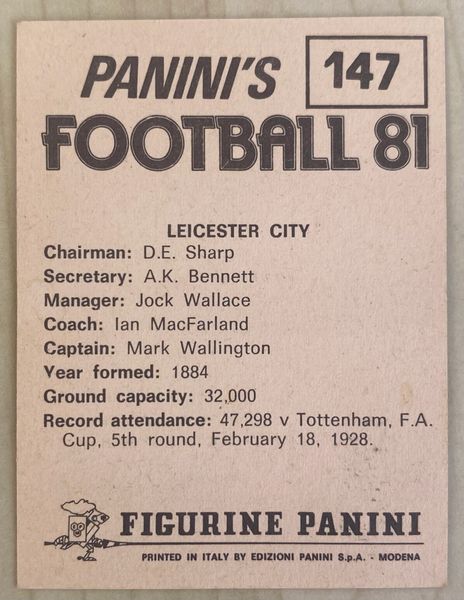 PANINI'S 147
FOOTBALL 81
LEICESTER CITY
Chairman: D.E. Sharp
Secretary: A.K. Bennett
Manager: Jock Wallace
Coach: Ian MacFarland
Captain: Mark Wallington
Year formed: 1884
Ground capacity: 32,000
Record attendance: 47,298 v Tottenham, F.A.
Cup, 5th round, February 18, 1928.
FIGURINE PANINI
PRINTED IN ITALY BY EDIZIONI PANINI S.p.A. - MODENA